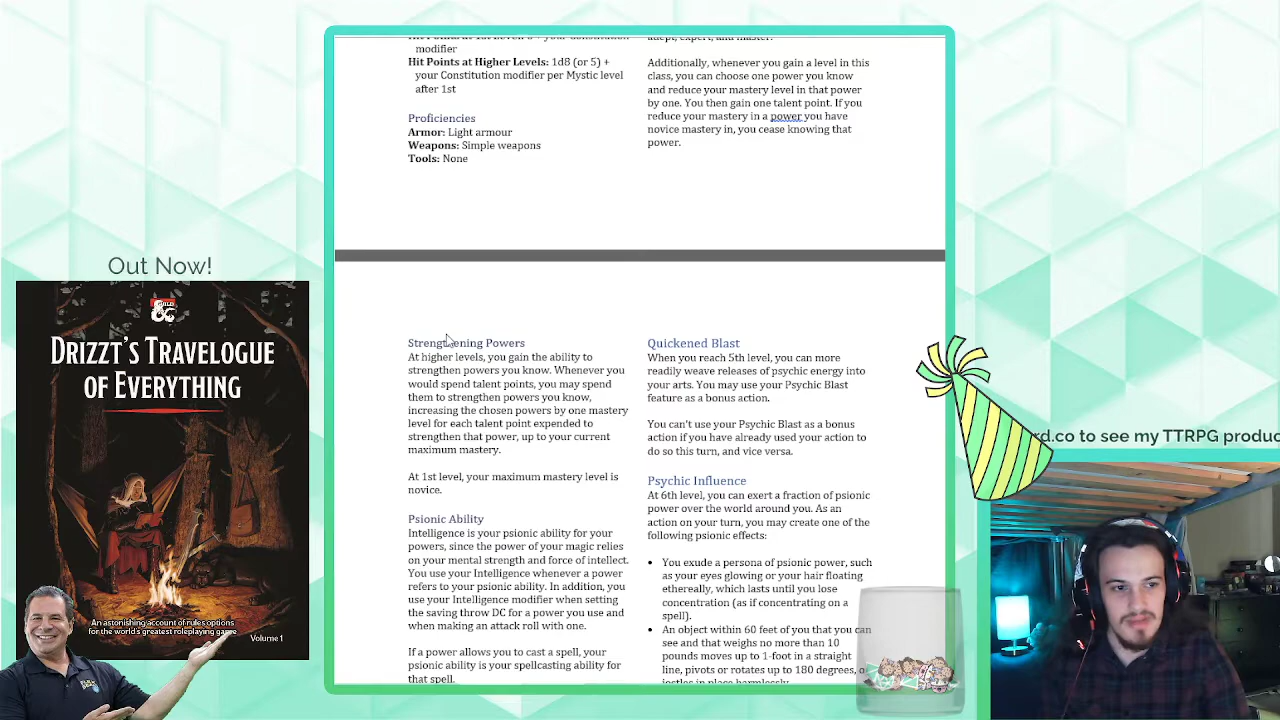 Out Now!
DRIZZT'S TRAVELOGUE
OF EVERYTHING
An astonishing account of rules options
for the world's greatest roleplaying game
Volume 1
modifier
Hit Points at Higher Levels: 1d8 (or 5) +
your Constitution modifier per Mystic level
after 1st
Proficiencies
Armor: Light armour
Weapons: Simple weapons
Tools: None
adept, expert, and master.
Additionally, whenever you gain a level in this
class, you can choose one power you know
and reduce your mastery level in that power
by one. You then gain one talent point. If you
reduce your mastery in a power you have
novice mastery in, you cease knowing that
power.
Strengthening Powers
At higher levels, you gain the ability to
strengthen powers you know. Whenever you
would spend talent points, you may spend
them to strengthen powers you know,
increasing the chosen powers by one mastery
level for each talent point expended to
strengthen that power, up to your current
maximum mastery.
At 1st level, your maximum mastery level is
novice.
Psionic Ability
Intelligence is your psionic ability for your
powers, since the power of your magic relies
on your mental strength and force of intellect.
You use your Intelligence whenever a power
refers to your psionic ability. In addition, you
use your Intelligence modifier when setting
the saving throw DC for a power you use and
when making an attack roll with one.
If a power allows you to cast a spell, your
psionic ability is your spellcasting ability for
that spell.
Quickened Blast
When you reach 5th level, you can more
readily weave releases of psychic energy into
your arts. You may use your Psychic Blast
feature as a bonus action.
You can't use your Psychic Blast as a bonus
action if you have already used your action to
do so this turn, and vice versa.
Psychic Influence
At 6th level, you can exert a fraction of psionic
power over the world around you. As an
action on your turn, you may create one of the
following psionic effects:
• You exude a persona of psionic power, such
as your eyes glowing or your hair floating
ethereally, which lasts until you lose
concentration (as if concentrating on a
spell).
• An object within 60 feet of you that you can
see and that weighs no more than 10
pounds moves up to 1-foot in a straight
line, pivots or rotates up to 180 degrees, o
jostles in place harmlessly.
rd.co to see my TTRPG produc